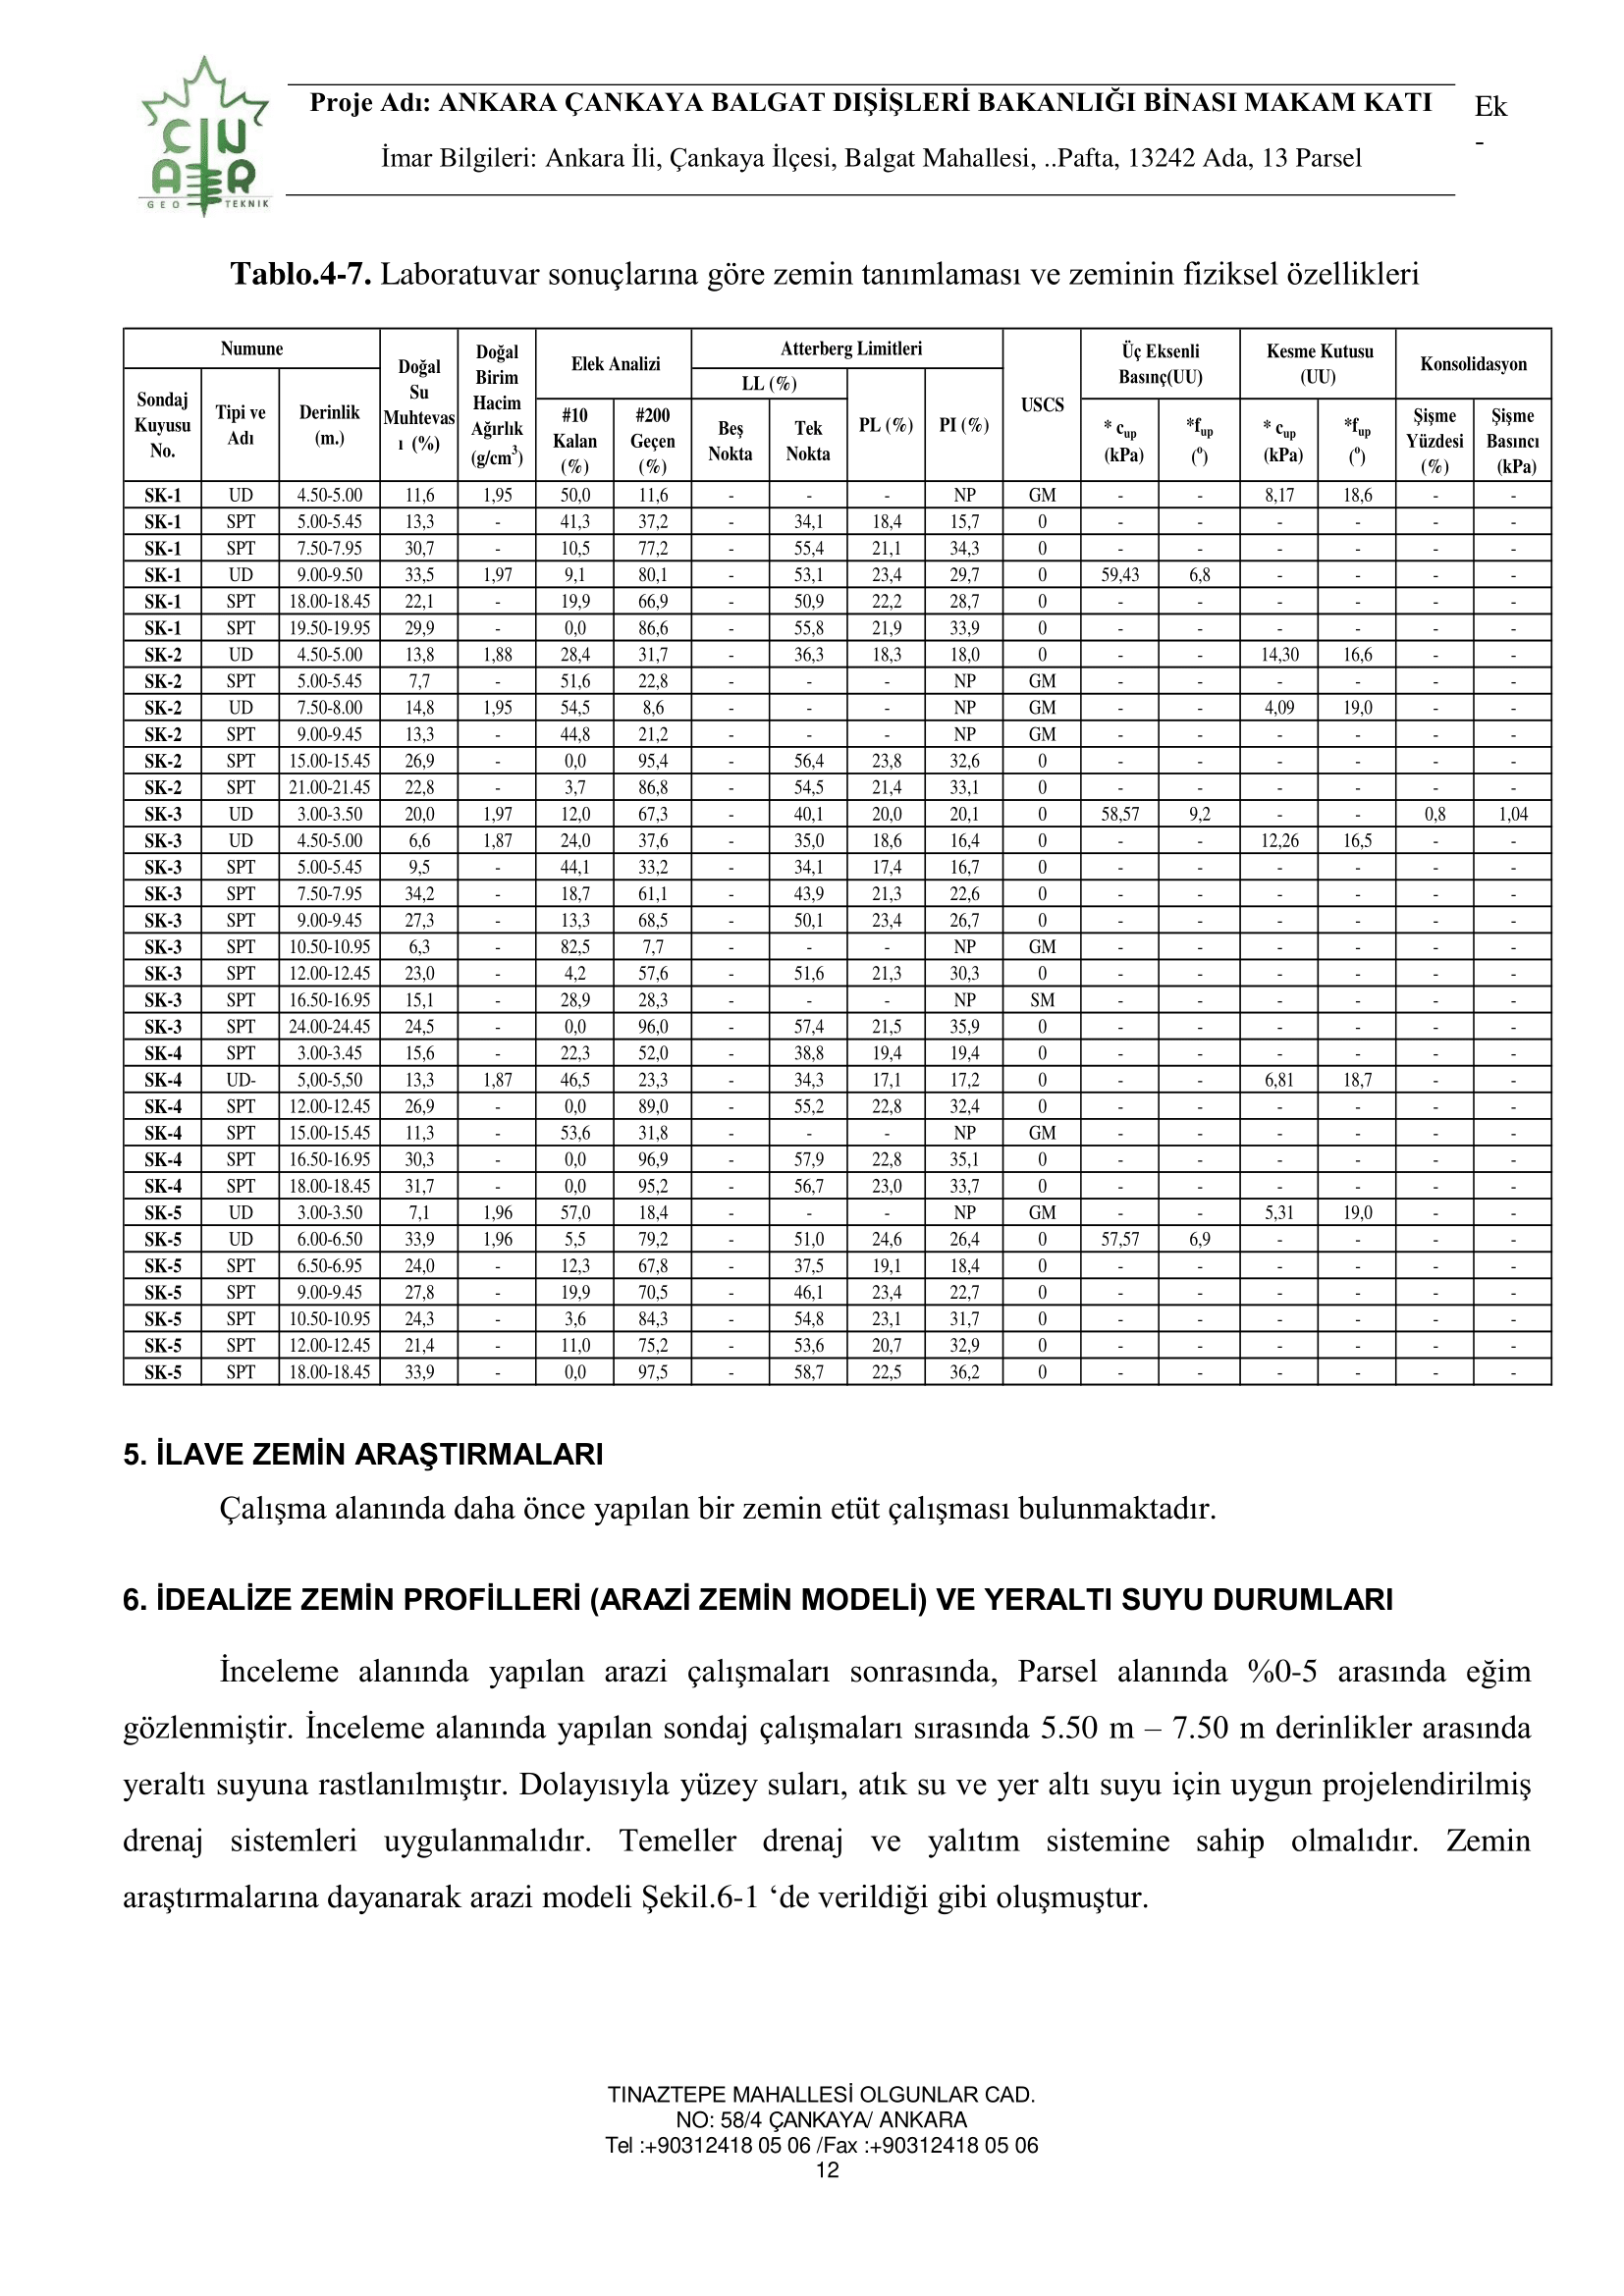 ÇINAR
GEO TEKNIK
Proje Adı: ANKARA ÇANKAYA BALGAT DIŞİŞLERİ BAKANLIĞI BİNASI MAKAM KATI
Ek
-
İmar Bilgileri: Ankara İli, Çankaya İlçesi, Balgat Mahallesi, ..Pafta, 13242 Ada, 13 Parsel
Tablo.4-7. Laboratuvar sonuçlarına göre zemin tanımlaması ve zeminin fiziksel özellikleri
Numune | Doğal Su Muhtevas ı (%) | Doğal Birim Hacim Ağırlık (g/cm3) | Elek Analizi | Atterberg Limitleri | USCS | Üç Eksenli Basınç(UU) | Kesme Kutusu (UU) | Konsolidasyon
Sondaj Kuyusu No. | Tipi ve Adı | Derinlik (m.) | #10 Kalan (%) | #200 Geçen (%) | LL (%) | Beş Nokta | Tek Nokta | PL (%) | PI (%) | * cup (kPa) | *fup (o) | * cup (kPa) | *fup (o) | Şişme Yüzdesi (%) | Şişme Basıncı (kPa)
SK-1 UD 4.50-5.00 11,6 1,95 50,0 11,6 - - - NP GM - - 8,17 18,6 - -
SK-1 SPT 5.00-5.45 13,3 - 41,3 37,2 - 34,1 18,4 15,7 0 - - - - - -
SK-1 SPT 7.50-7.95 30,7 - 10,5 77,2 - 55,4 21,1 34,3 0 - - - - - -
SK-1 UD 9.00-9.50 33,5 1,97 9,1 80,1 - 53,1 23,4 29,7 0 59,43 6,8 - - - -
SK-1 SPT 18.00-18.45 22,1 - 19,9 66,9 - 50,9 22,2 28,7 0 - - - - - -
SK-1 SPT 19.50-19.95 29,9 - 0,0 86,6 - 55,8 21,9 33,9 0 - - - - - -
SK-2 UD 4.50-5.00 13,8 1,88 28,4 31,7 - 36,3 18,3 18,0 0 - - 14,30 16,6 - -
SK-2 SPT 5.00-5.45 7,7 - 51,6 22,8 - - - NP GM - - - - - -
SK-2 UD 7.50-8.00 14,8 1,95 54,5 8,6 - - - NP GM - - 4,09 19,0 - -
SK-2 SPT 9.00-9.45 13,3 - 44,8 21,2 - - - NP GM - - - - - -
SK-2 SPT 15.00-15.45 26,9 - 0,0 95,4 - 56,4 23,8 32,6 0 - - - - - -
SK-2 SPT 21.00-21.45 22,8 - 3,7 86,8 - 54,5 21,4 33,1 0 - - - - - -
SK-3 UD 3.00-3.50 20,0 1,97 12,0 67,3 - 40,1 20,0 20,1 0 58,57 9,2 - - 0,8 1,04
SK-3 UD 4.50-5.00 6,6 1,87 24,0 37,6 - 35,0 18,6 16,4 0 - - 12,26 16,5 - -
SK-3 SPT 5.00-5.45 9,5 - 44,1 33,2 - 34,1 17,4 16,7 0 - - - - - -
SK-3 SPT 7.50-7.95 34,2 - 18,7 61,1 - 43,9 21,3 22,6 0 - - - - - -
SK-3 SPT 9.00-9.45 27,3 - 13,3 68,5 - 50,1 23,4 26,7 0 - - - - - -
SK-3 SPT 10.50-10.95 6,3 - 82,5 7,7 - - - NP GM - - - - - -
SK-3 SPT 12.00-12.45 23,0 - 4,2 57,6 - 51,6 21,3 30,3 0 - - - - - -
SK-3 SPT 16.50-16.95 15,1 - 28,9 28,3 - - - NP SM - - - - - -
SK-3 SPT 24.00-24.45 24,5 - 0,0 96,0 - 57,4 21,5 35,9 0 - - - - - -
SK-4 SPT 3.00-3.45 15,6 - 22,3 52,0 - 38,8 19,4 19,4 0 - - - - - -
SK-4 UD- 5,00-5,50 13,3 1,87 46,5 23,3 - 34,3 17,1 17,2 0 - - 6,81 18,7 - -
SK-4 SPT 12.00-12.45 26,9 - 0,0 89,0 - 55,2 22,8 32,4 0 - - - - - -
SK-4 SPT 15.00-15.45 11,3 - 53,6 31,8 - - - NP GM - - - - - -
SK-4 SPT 16.50-16.95 30,3 - 0,0 96,9 - 57,9 22,8 35,1 0 - - - - - -
SK-4 SPT 18.00-18.45 31,7 - 0,0 95,2 - 56,7 23,0 33,7 0 - - - - - -
SK-5 UD 3.00-3.50 7,1 1,96 57,0 18,4 - - - NP GM - - 5,31 19,0 - -
SK-5 UD 6.00-6.50 33,9 1,96 5,5 79,2 - 51,0 24,6 26,4 0 57,57 6,9 - - - -
SK-5 SPT 6.50-6.95 24,0 - 12,3 67,8 - 37,5 19,1 18,4 0 - - - - - -
SK-5 SPT 9.00-9.45 27,8 - 19,9 70,5 - 46,1 23,4 22,7 0 - - - - - -
SK-5 SPT 10.50-10.95 24,3 - 3,6 84,3 - 54,8 23,1 31,7 0 - - - - - -
SK-5 SPT 12.00-12.45 21,4 - 11,0 75,2 - 53,6 20,7 32,9 0 - - - - - -
SK-5 SPT 18.00-18.45 33,9 - 0,0 97,5 - 58,7 22,5 36,2 0 - - - - - -
5. İLAVE ZEMİN ARAŞTIRMALARI
Çalışma alanında daha önce yapılan bir zemin etüt çalışması bulunmaktadır.
6. İDEALİZE ZEMİN PROFİLLERİ (ARAZİ ZEMİN MODELİ) VE YERALTI SUYU DURUMLARI
İnceleme alanında yapılan arazi çalışmaları sonrasında, Parsel alanında %0-5 arasında eğim
gözlenmiştir. İnceleme alanında yapılan sondaj çalışmaları sırasında 5.50 m – 7.50 m derinlikler arasında
yeraltı suyuna rastlanılmıştır. Dolayısıyla yüzey suları, atık su ve yer altı suyu için uygun projelendirilmiş
drenaj sistemleri uygulanmalıdır. Temeller drenaj ve yalıtım sistemine sahip olmalıdır. Zemin
araştırmalarına dayanarak arazi modeli Şekil.6-1 ‘de verildiği gibi oluşmuştur.
TINAZTEPE MAHALLESİ OLGUNLAR CAD.
NO: 58/4 ÇANKAYA/ ANKARA
Tel :+90312418 05 06 /Fax :+90312418 05 06
12